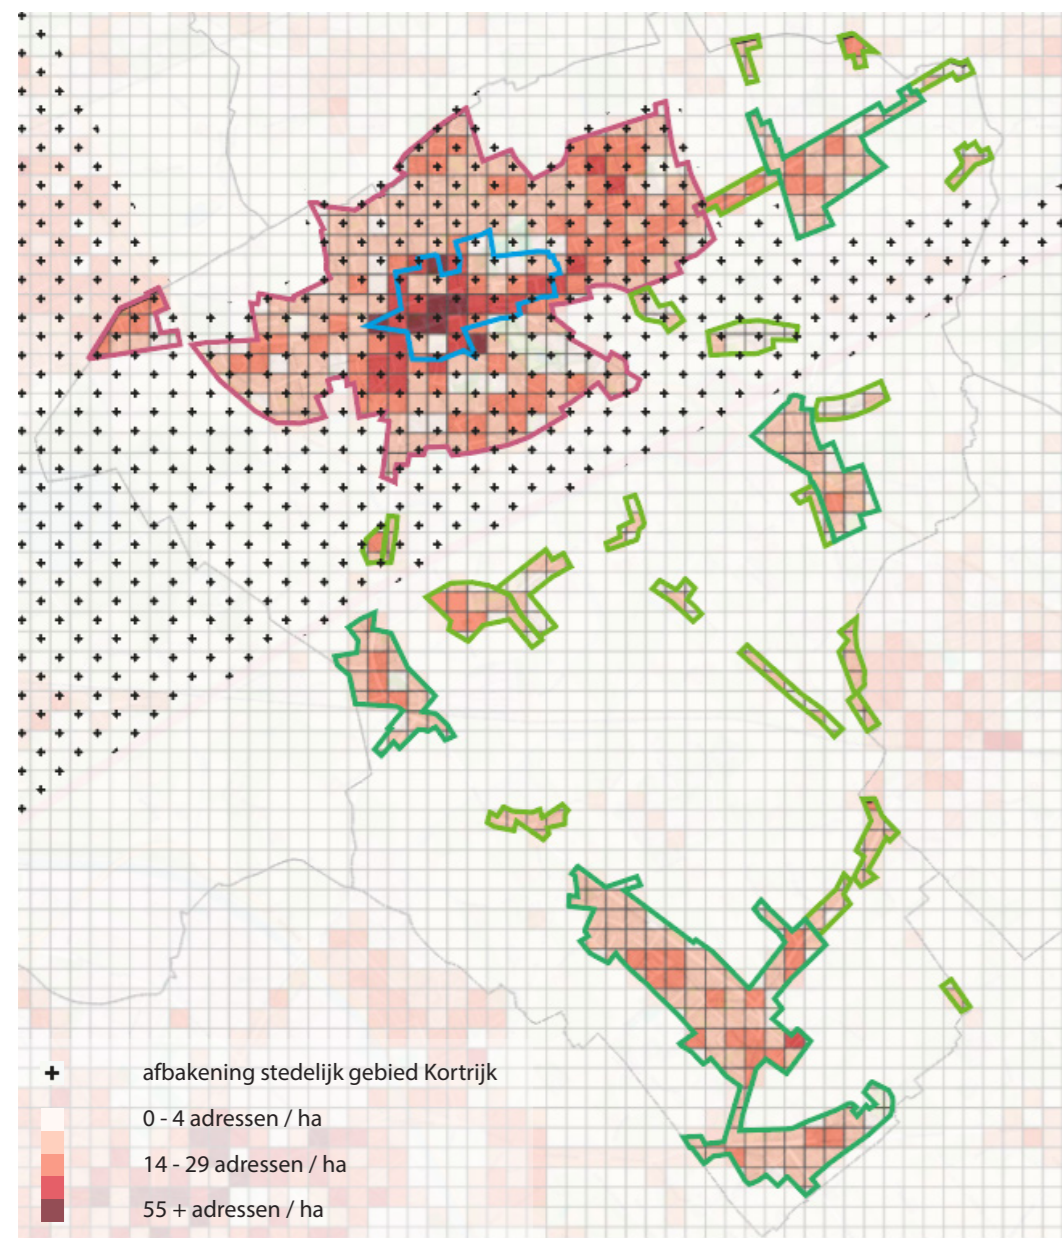 afbakening stedelijk gebied Kortrijk
0 - 4 adressen / ha
14 - 29 adressen / ha
55 + adressen / ha